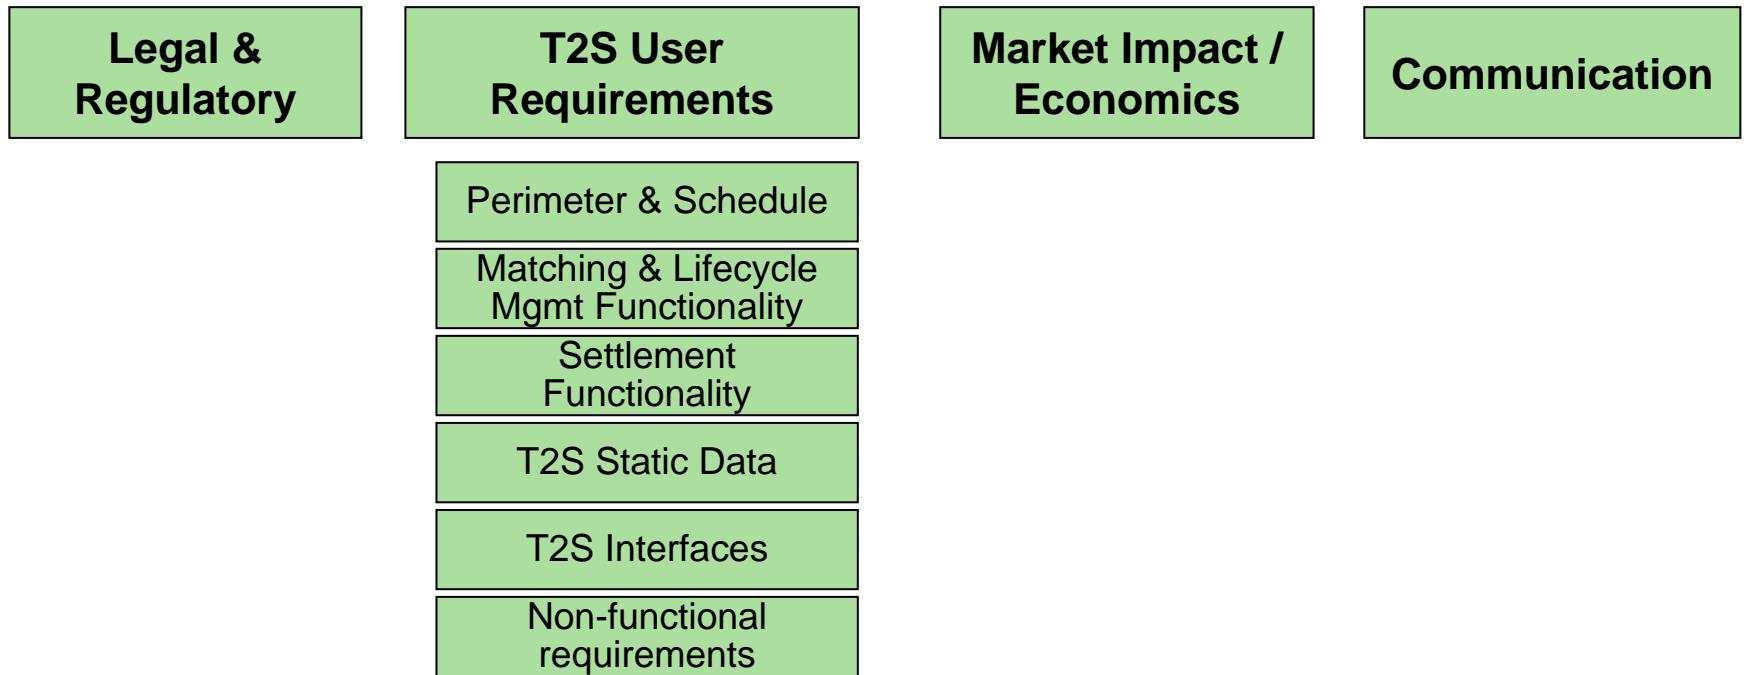 Legal &
Regulatory
T2S User
Requirements
Market Impact /
Economics
Communication
Perimeter & Schedule
Matching & Lifecycle
Mgmt Functionality
Settlement
Functionality
T2S Static Data
T2S Interfaces
Non-functional
requirements